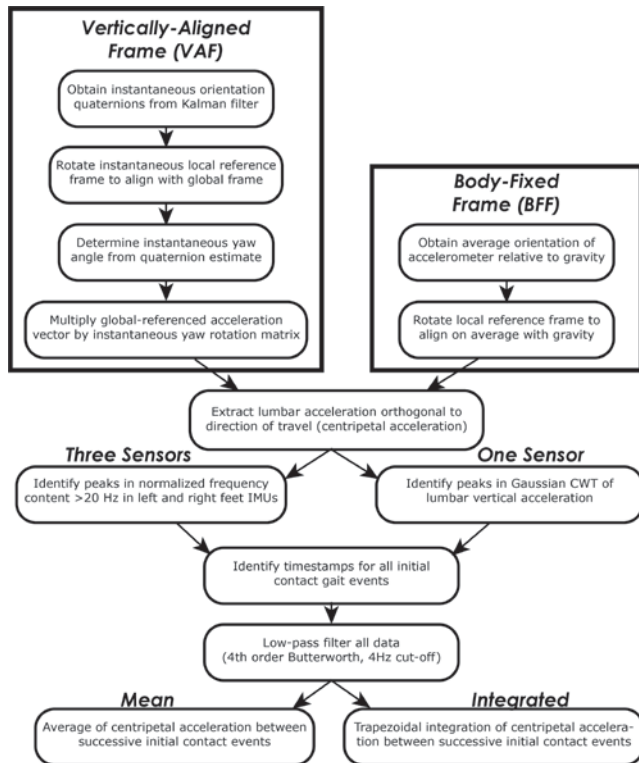 Vertically-Aligned
Frame (VAF)
Obtain instantaneous orientation
quaternions from Kalman filter
Rotate instantaneous local reference
frame to align with global frame
Determine instantaneous yaw
angle from quaternion estimate
Multiply global-referenced acceleration
vector by instantaneous yaw rotation matrix
Body-Fixed
Frame (BFF)
Obtain average orientation of
accelerometer relative to gravity
Rotate local reference frame to
align on average with gravity
Extract lumbar acceleration orthogonal to
direction of travel (centripetal acceleration)
Three Sensors
Identify peaks in normalized frequency
content >20 Hz in left and right feet IMUs
One Sensor
Identify peaks in Gaussian CWT of
lumbar vertical acceleration
Identify timestamps for all initial
contact gait events
Low-pass filter all data
(4th order Butterworth, 4Hz cut-off)
Mean
Average of centripetal acceleration between
successive initial contact events
Integrated
Trapezoidal integration of centripetal accelera-
tion between successive initial contact events